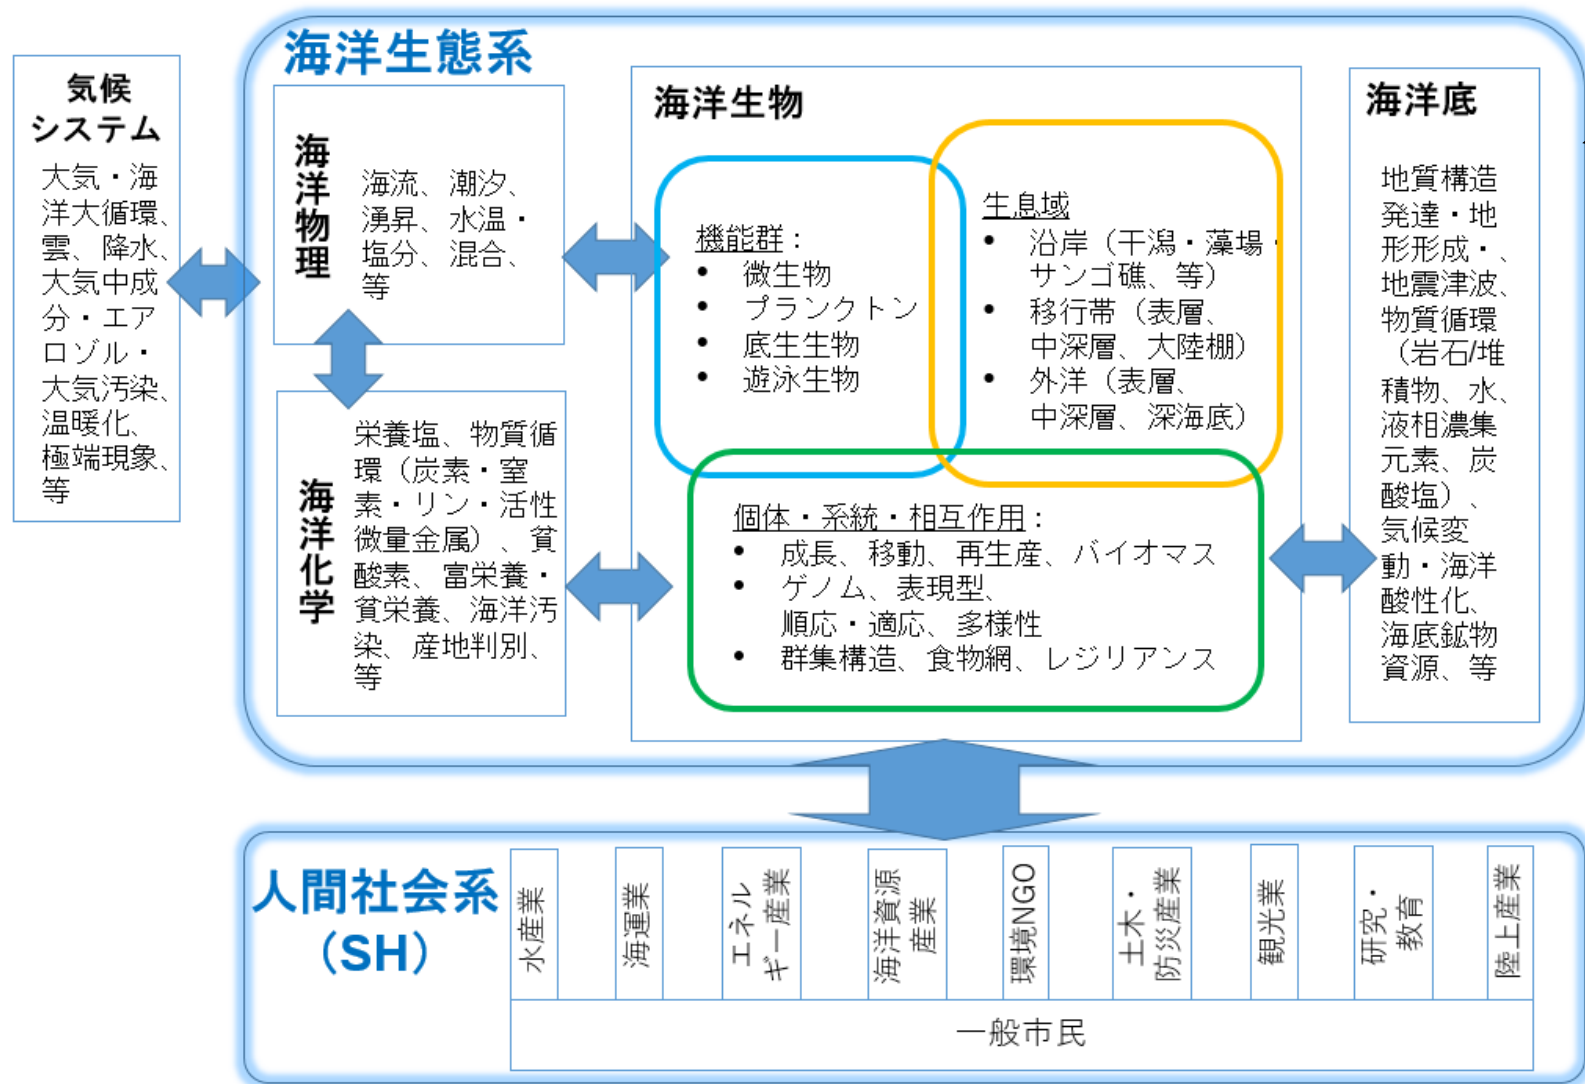 海洋生態系
気候
システム
大気・海
洋大循環、
雲、降水、
大気中成
分・エア
ロゾル・
大気汚染、
温暖化、
極端現象、
等
海洋物理
海流、潮汐、
湧昇、水温・
塩分、混合、
等
海洋化学
栄養塩、物質循
環（炭素・窒
素・リン・活性
微量金属）、貧
酸素、富栄養・
貧栄養、海洋汚
染、産地判別、
等
海洋生物
機能群：
• 微生物
• プランクトン
• 底生生物
• 遊泳生物
生息域
• 沿岸（干潟・藻場・
サンゴ礁、等）
• 移行帯（表層、
中深層、大陸棚）
• 外洋（表層、
中深層、深海底）
個体・系統・相互作用：
• 成長、移動、再生産、バイオマス
• ゲノム、表現型、
順応・適応、多様性
• 群集構造、食物網、レジリアンス
海洋底
地質構造
発達・地
形形成・、
地震津波、
物質循環
（岩石/堆
積物、水、
液相濃集
元素、炭
酸塩）、
気候変
動・海洋
酸性化、
海底鉱物
資源、等
人間社会系
（SH）
水産業
海運業
エネル
ギー産業
海洋資源
産業
環境NGO
土木・
防災産業
観光業
研究・
教育
陸上産業
一般市民